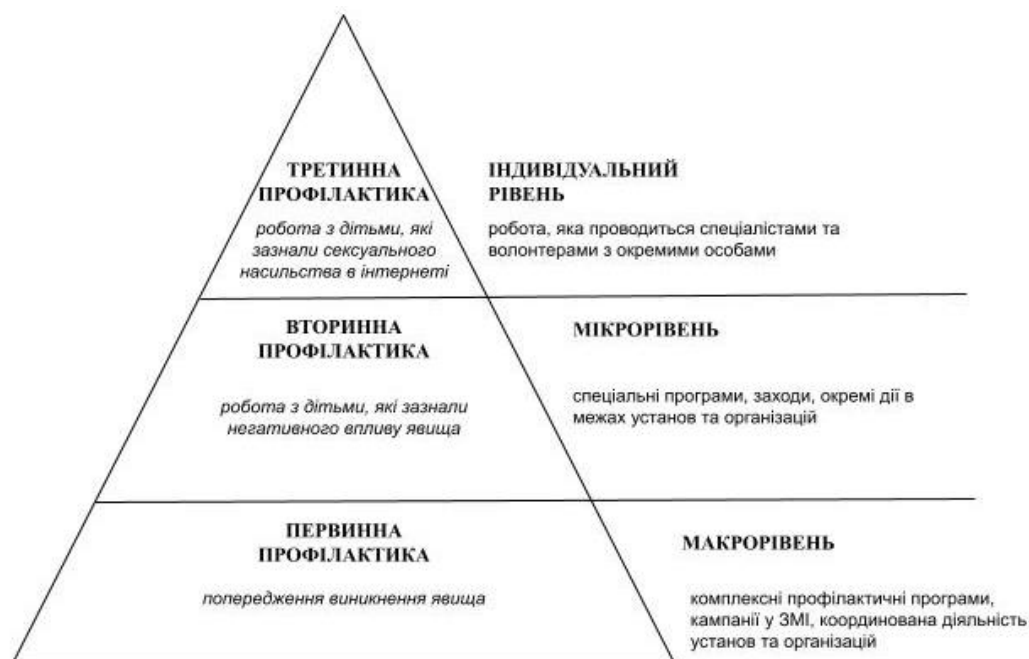 ТРЕТИННА
ПРОФІЛАКТИКА
робота з дітьми, які
зазнали сексуального
насильства в інтернеті
ІНДИВІДУАЛЬНИЙ
РІВЕНЬ
робота, яка проводиться спеціалістами та
волонтерами з окремими особами
ВТОРИННА
ПРОФІЛАКТИКА
робота з дітьми, які зазнали
негативного впливу явища
МІКРОРІВЕНЬ
спеціальні програми, заходи, окремі дії в
межах установ та організацій
ПЕРВИННА
ПРОФІЛАКТИКА
попередження виникнення явища
МАКРОРІВЕНЬ
комплексні профілактичні програми,
кампанії у ЗМІ, координована діяльність
установ та організацій